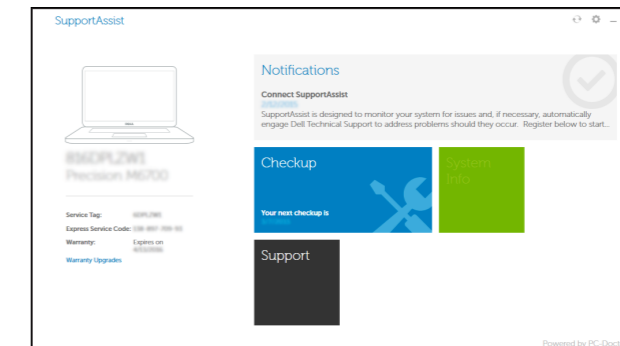 SupportAssist
Notifications
Connect SupportAssist
SupportAssist is designed to monitor your system for issues and, if necessary, automatically
engage Dell Technical Support to address problems should they occur. Register below to start...
Precision M6700
Checkup
System
Info
Your next checkup is
Service Tag:
Express Service Code:
Warranty: Expires on
Warranty Upgrades
Support
Powered by PC-Doct